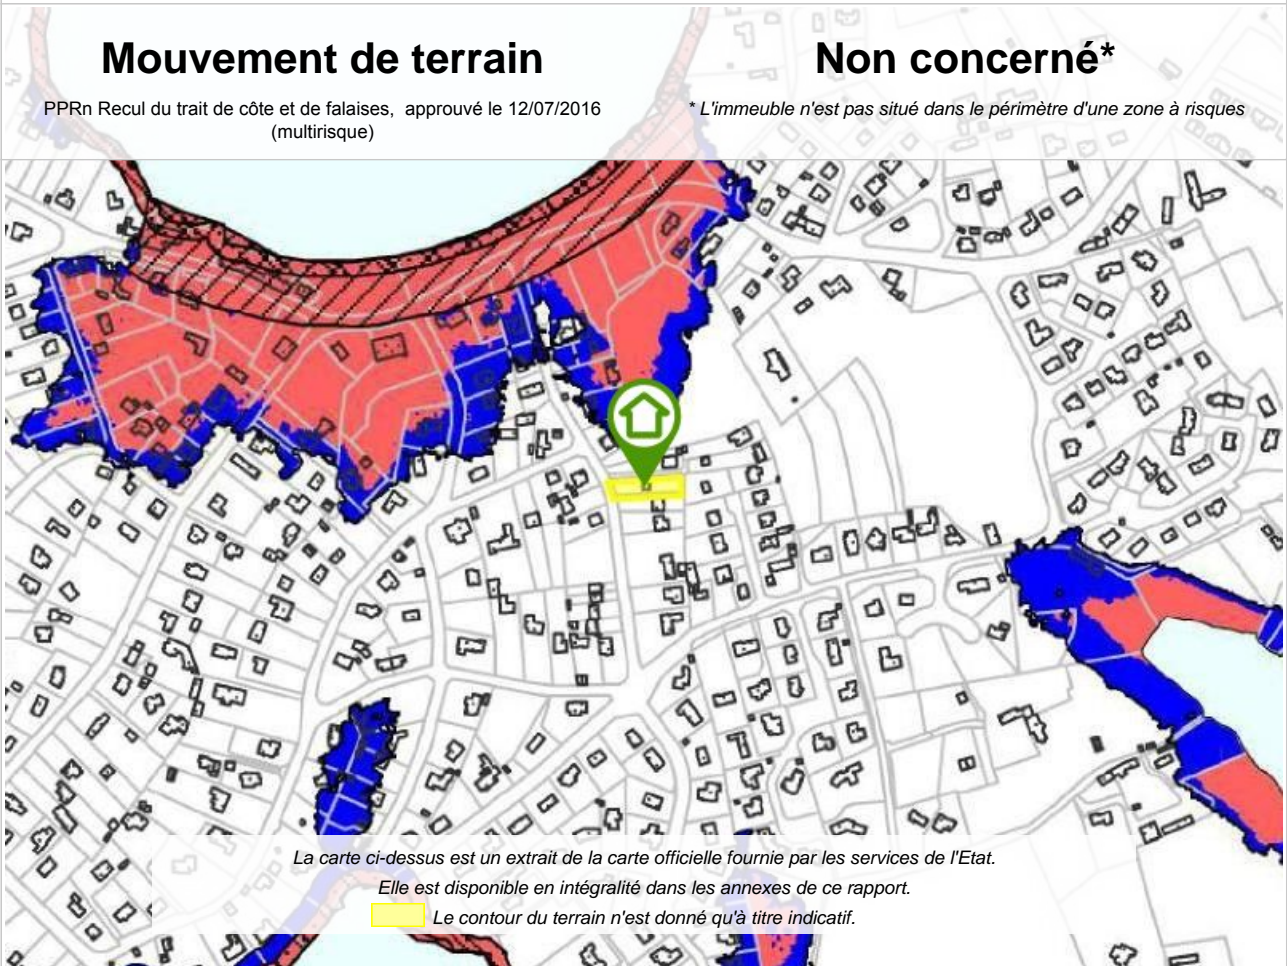 Mouvement de terrain
PPRn Recul du trait de côte et de falaises, approuvé le 12/07/2016
(multirisque)
Non concerné*
* L'immeuble n'est pas situé dans le périmètre d'une zone à risques
La carte ci-dessus est un extrait de la carte officielle fournie par les services de l'Etat.
Elle est disponible en intégralité dans les annexes de ce rapport.
Le contour du terrain n'est donné qu'à titre indicatif.